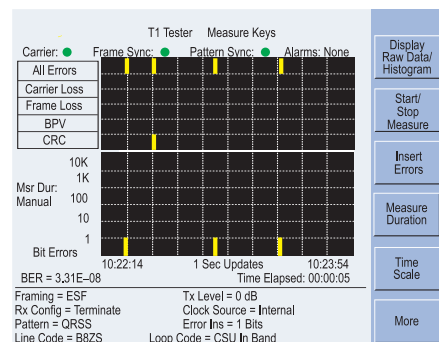 T1 Tester Measure Keys
Carrier: Frame Sync: Pattern Sync: Alarms: None
All Errors
Carrier Loss
Frame Loss
BPV
CRC
10K
1K
Msr Dur:
Manual
100
10
1
Bit Errors
10:22:14 1 Sec Updates 10:23:54
BER = 3.31E–08 Time Elapsed: 00:00:05
Framing = ESF Tx Level = 0 dB
Rx Config = Terminate Clock Source = Internal
Pattern = QRSS Error Ins = 1 Bits
Line Code = B8ZS Loop Code = CSU In Band
Display
Raw Data/
Histogram
Start/
Stop
Measure
Insert
Errors
Measure
Duration
Time
Scale
More